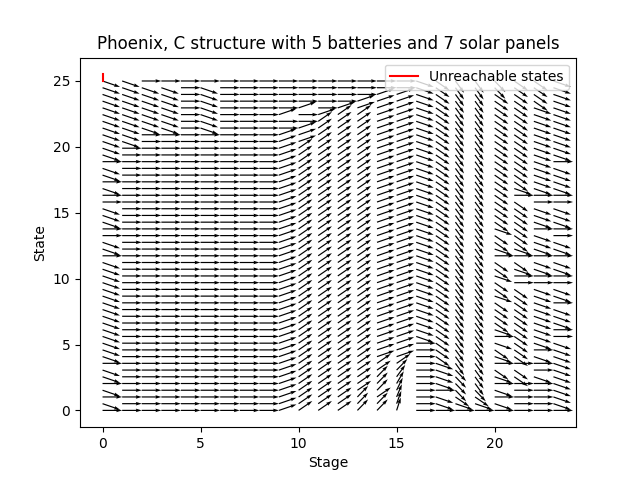 Phoenix, C structure with 5 batteries and 7 solar panels
Unreachable states
25
20
15
10
5
0
State
0 5 10 15 20
Stage